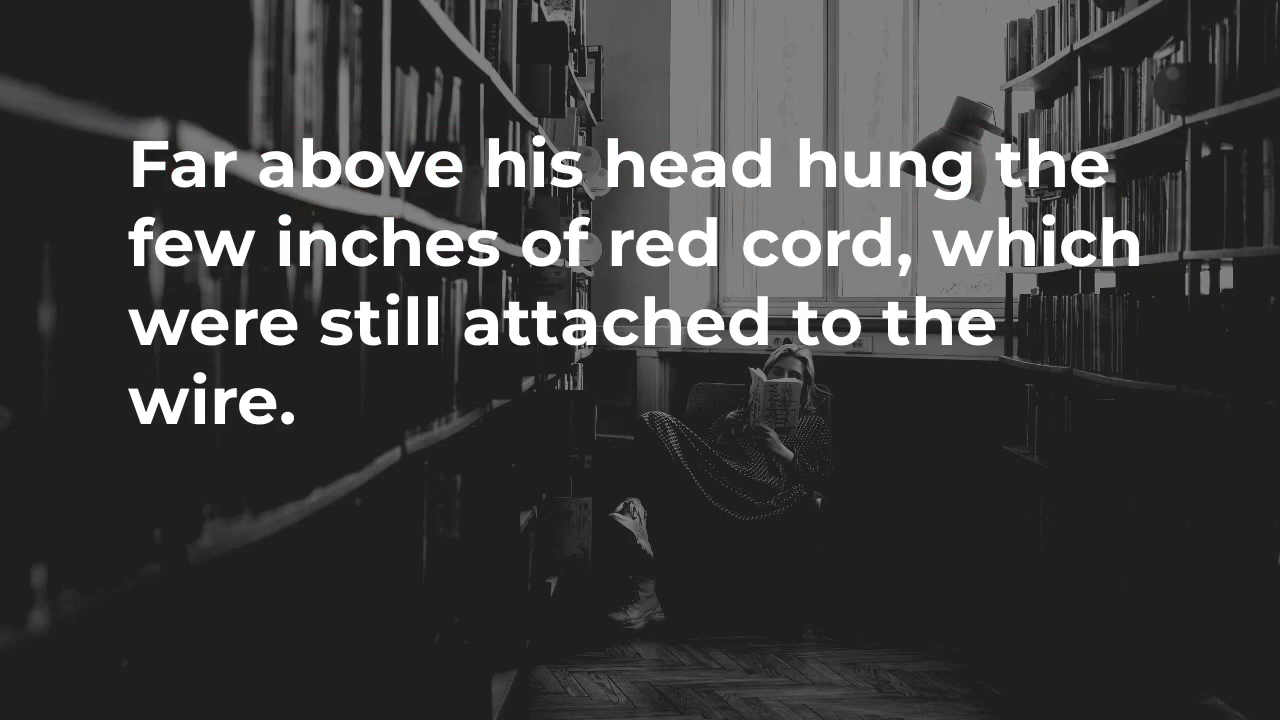 Far above his head hung the
few inches of red cord, which
were still attached to the
wire.